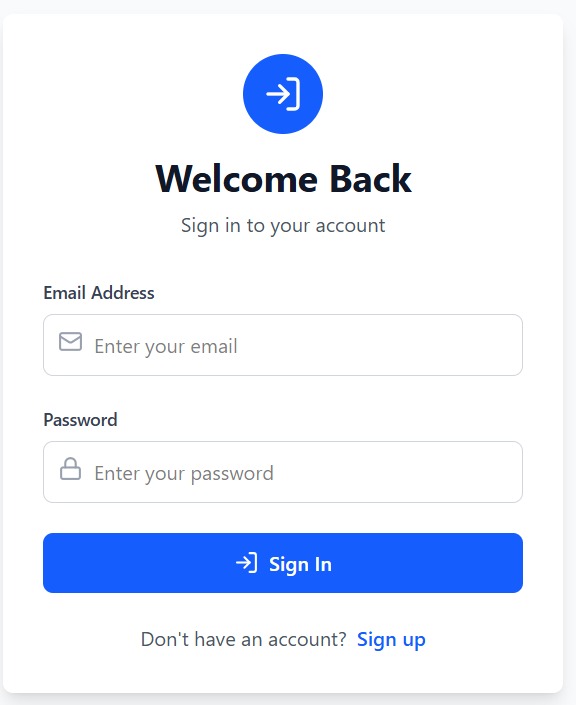 Welcome Back
Sign in to your account
Email Address
Enter your email
Password
Enter your password
Sign In
Don't have an account? Sign up